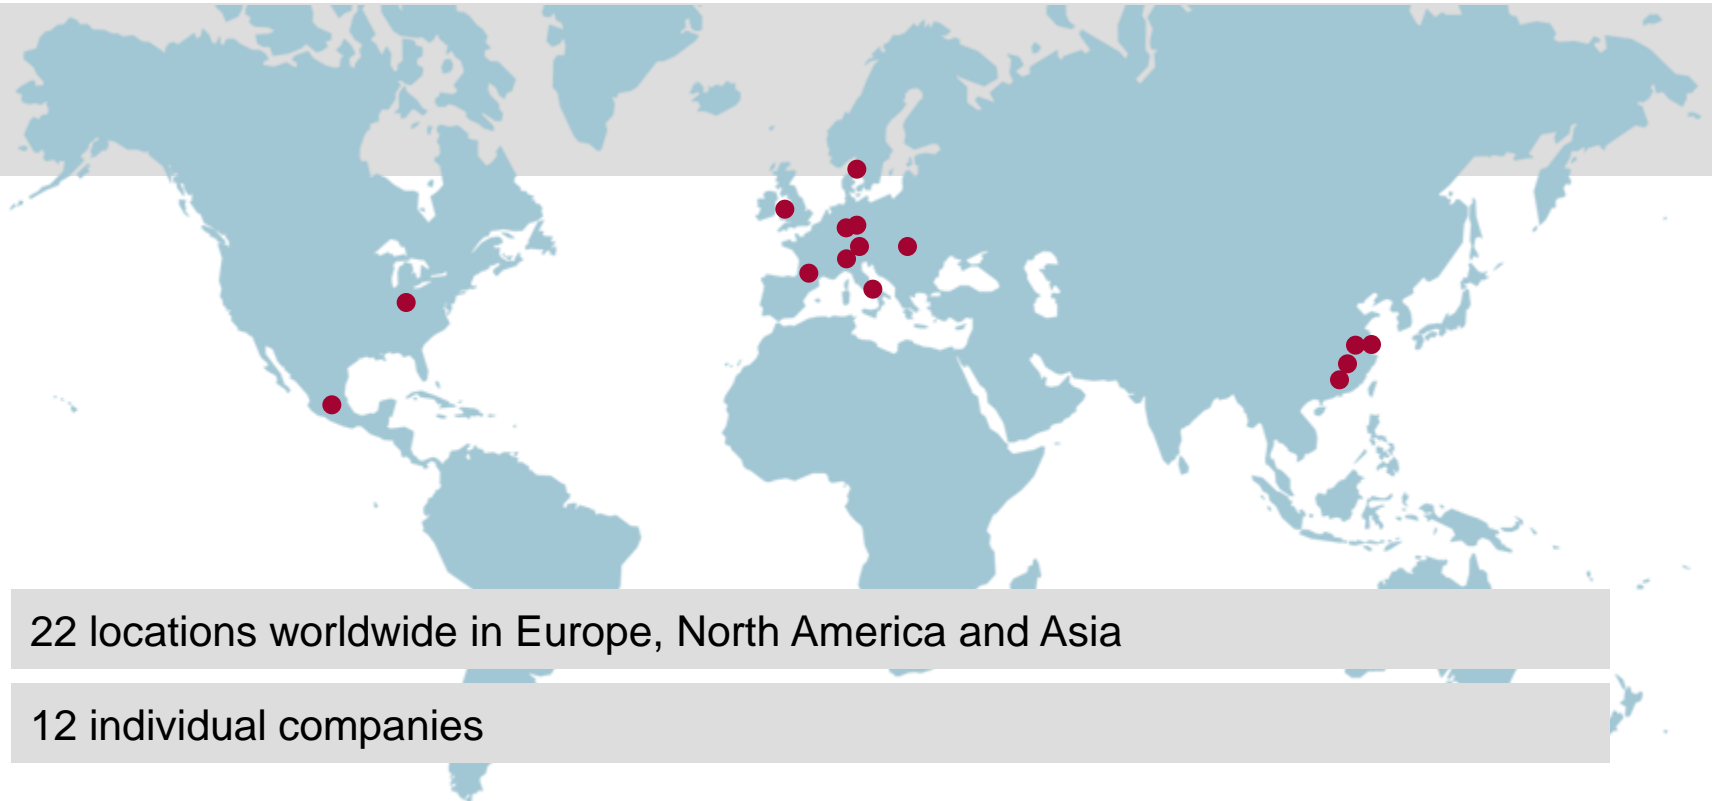 22 locations worldwide in Europe, North America and Asia
12 individual companies